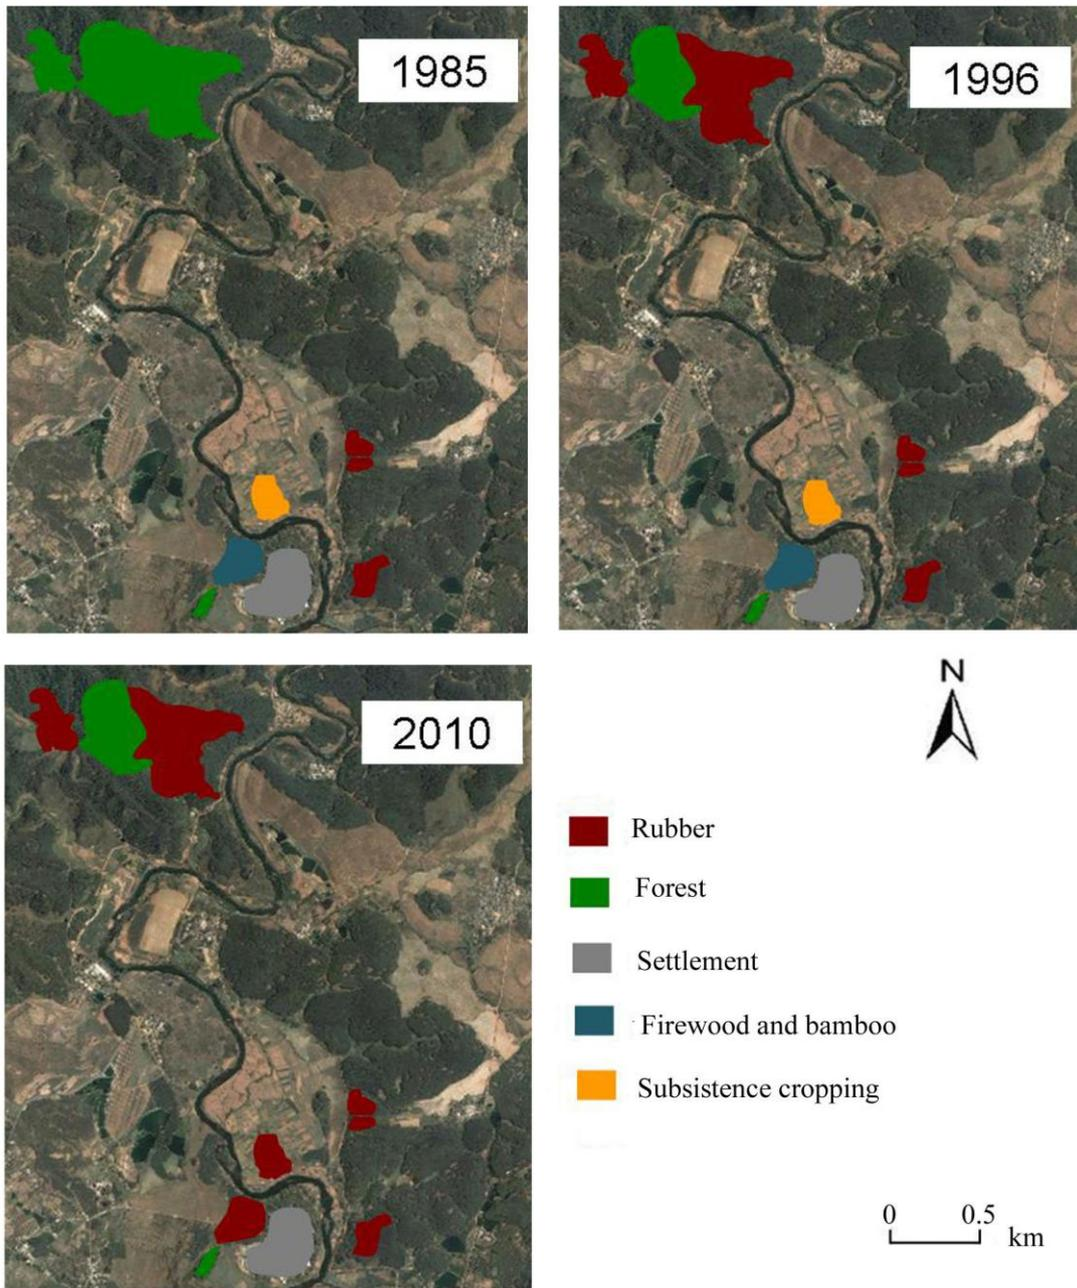 1985
1996
2010
N
Rubber
Forest
Settlement
Firewood and bamboo
Subsistence cropping
0 0.5
km